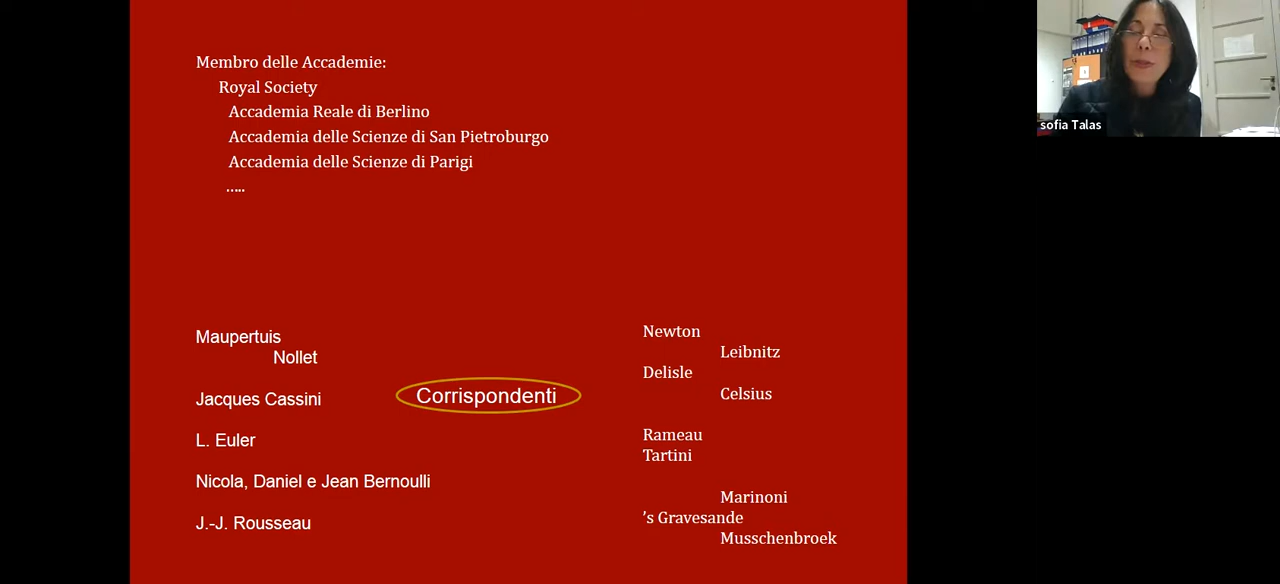 Membro delle Accademie:
Royal Society
Accademia Reale di Berlino
Accademia delle Scienze di San Pietroburgo
Accademia delle Scienze di Parigi
.....
Maupertuis
Nollet
Jacques Cassini
L. Euler
Nicola, Daniel e Jean Bernoulli
J.-J. Rousseau
Corrispondenti
Newton
Leibnitz
Delisle
Celsius
Rameau
Tartini
Marinoni
’s Gravesande
Musschenbroek
sofia Talas